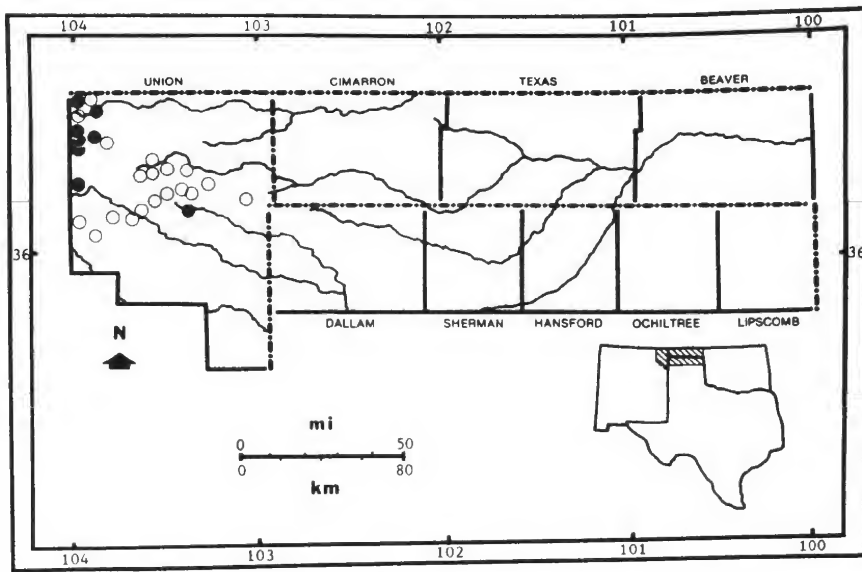 104 103 102 101 100
UNION CIMARRON TEXAS BEAVER
36 36
DALLAM SHERMAN HANSFORD OCHILTREE LIPSCOMB
N
mi
0 50
0 80
km
104 103 102 101 100